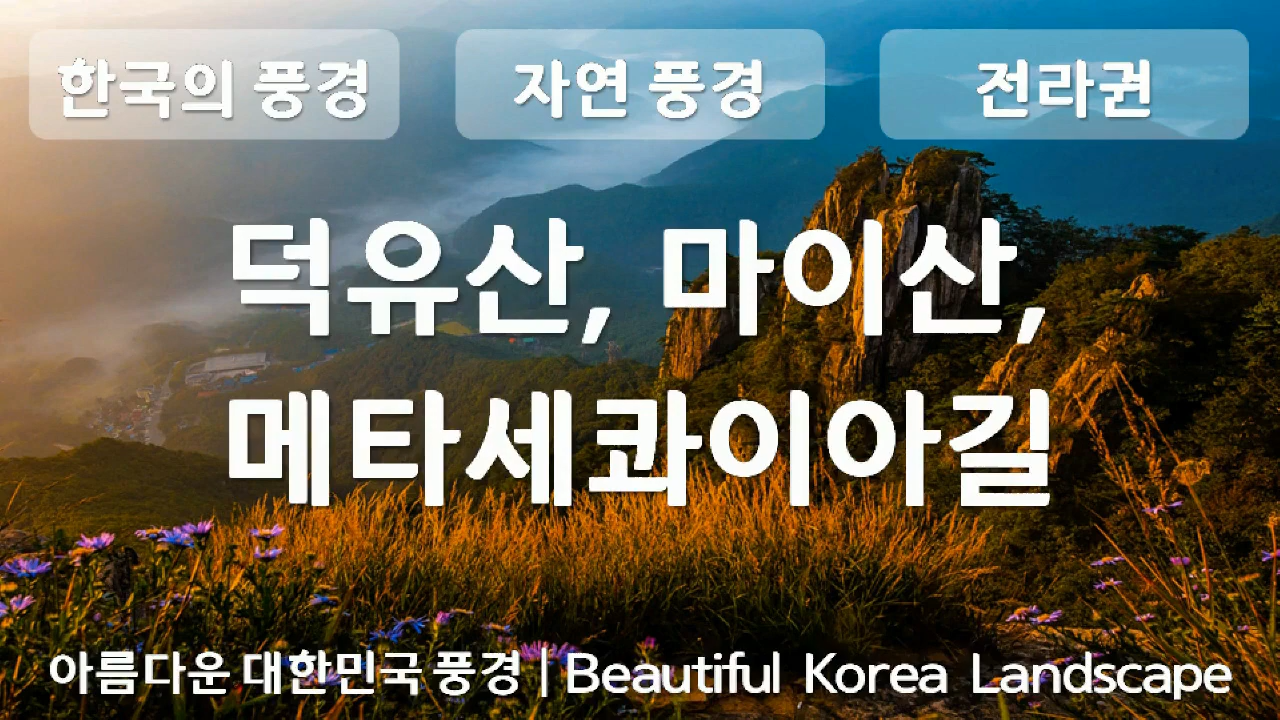 한국의 풍경 자연 풍경 전라권
덕유산, 마이산,
메타세콰이아길
아름다운 대한민국 풍경 | Beautiful Korea Landscape